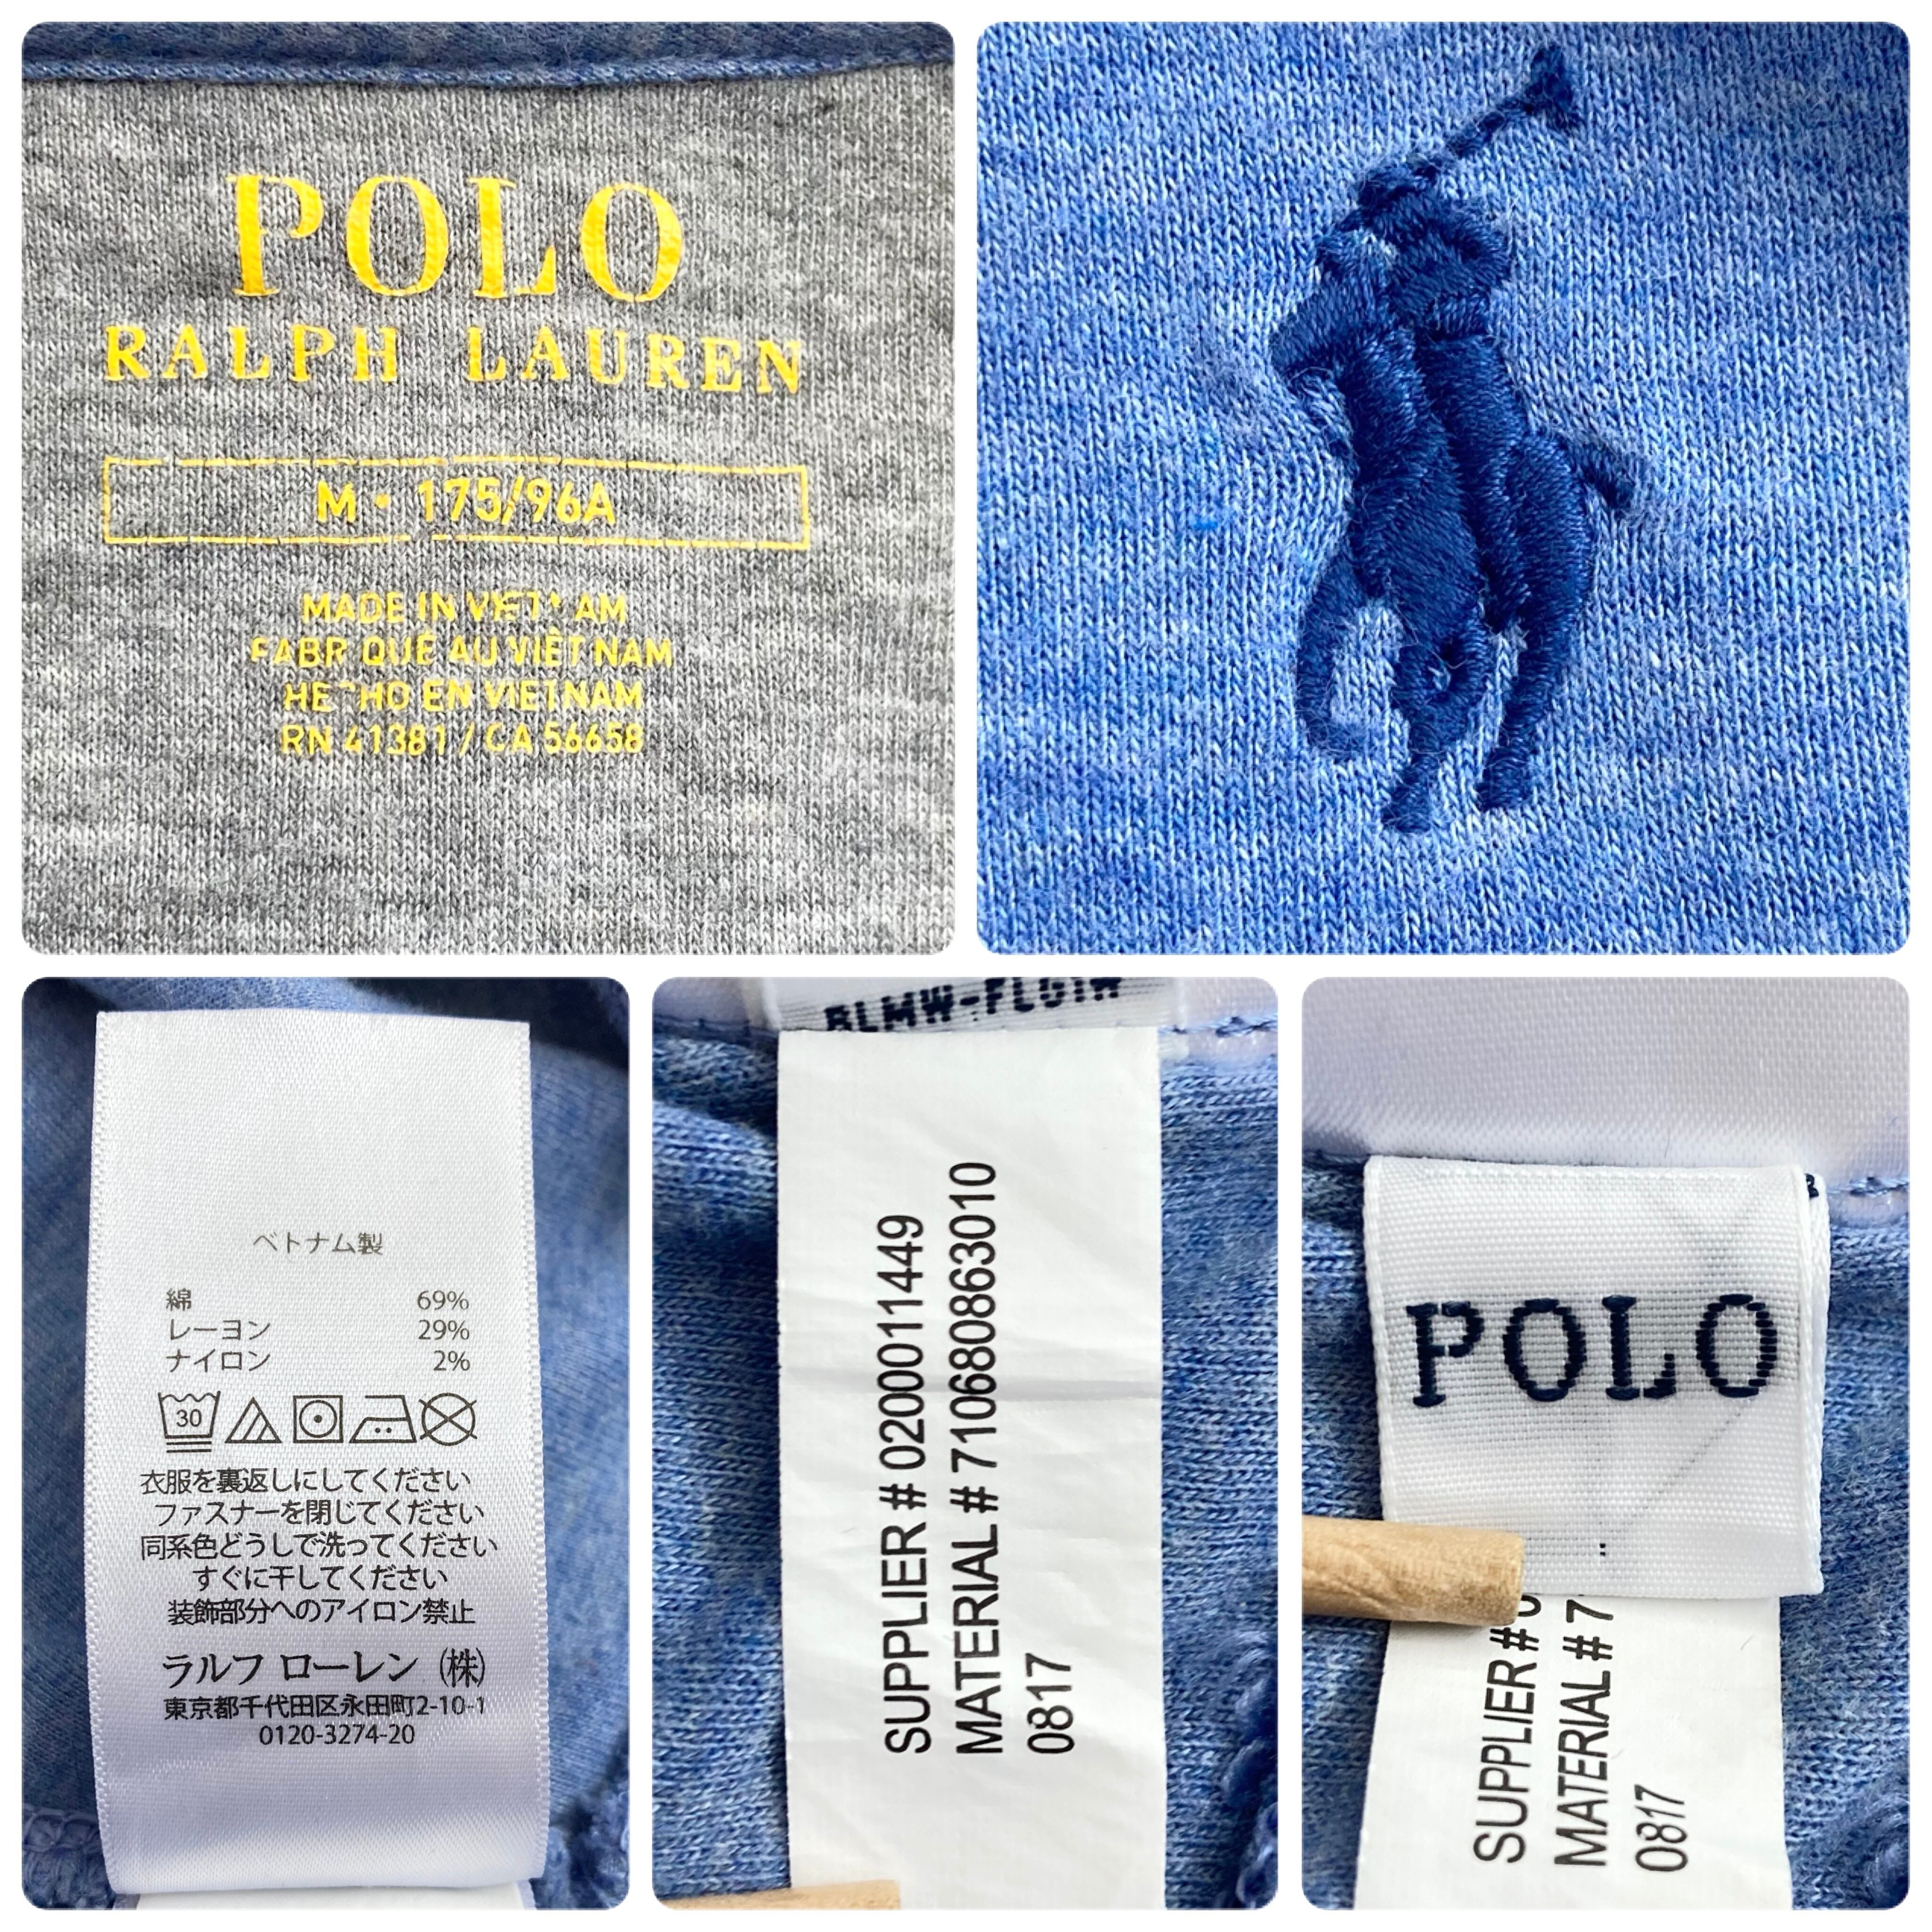 POLO
RALPH LAUREN
M • 175/96A
MADE IN VIETNAM
FABRIQUÉ AU VIÊT NAM
HECHO EN VIETNAM
RN 41381 / CA 56658
ベトナム製
綿 69%
レーヨン 29%
ナイロン 2%
30
衣服を裏返しにしてください
ファスナーを閉じてください
同系色どうしで洗ってください
すぐに干してください
装飾部分へのアイロン禁止
ラルフ ローレン (株)
東京都千代田区永田町2-10-1
0120-3274-20
SUPPLIER # 0200011449
MATERIAL # 710680863010
0817
POLO
SUPPLIER # 0
MATERIAL # 7
0817